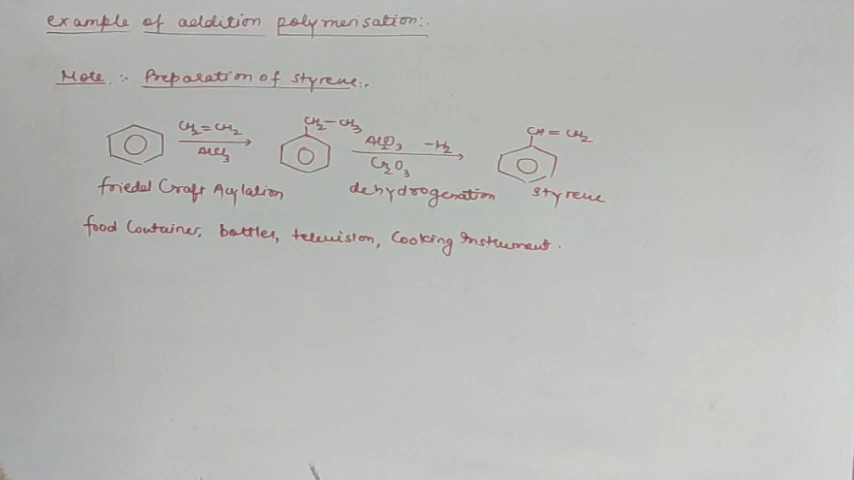 example of addition polymerisation:.
Note :- Preparation of styrene:.
CH₂=CH₂ CH₂-CH₃ CH=CH₂
AlCl₃ Al₂O₃ -H₂
Cr₂O₃
friedel Craft Acylation dehydrogenation styrene
food Container, bottles, television, Cooking Instrument.